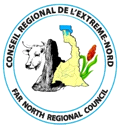 CONSEIL REGIONAL DE L'EXTREME-NORD
FAR NORTH REGIONAL COUNCIL